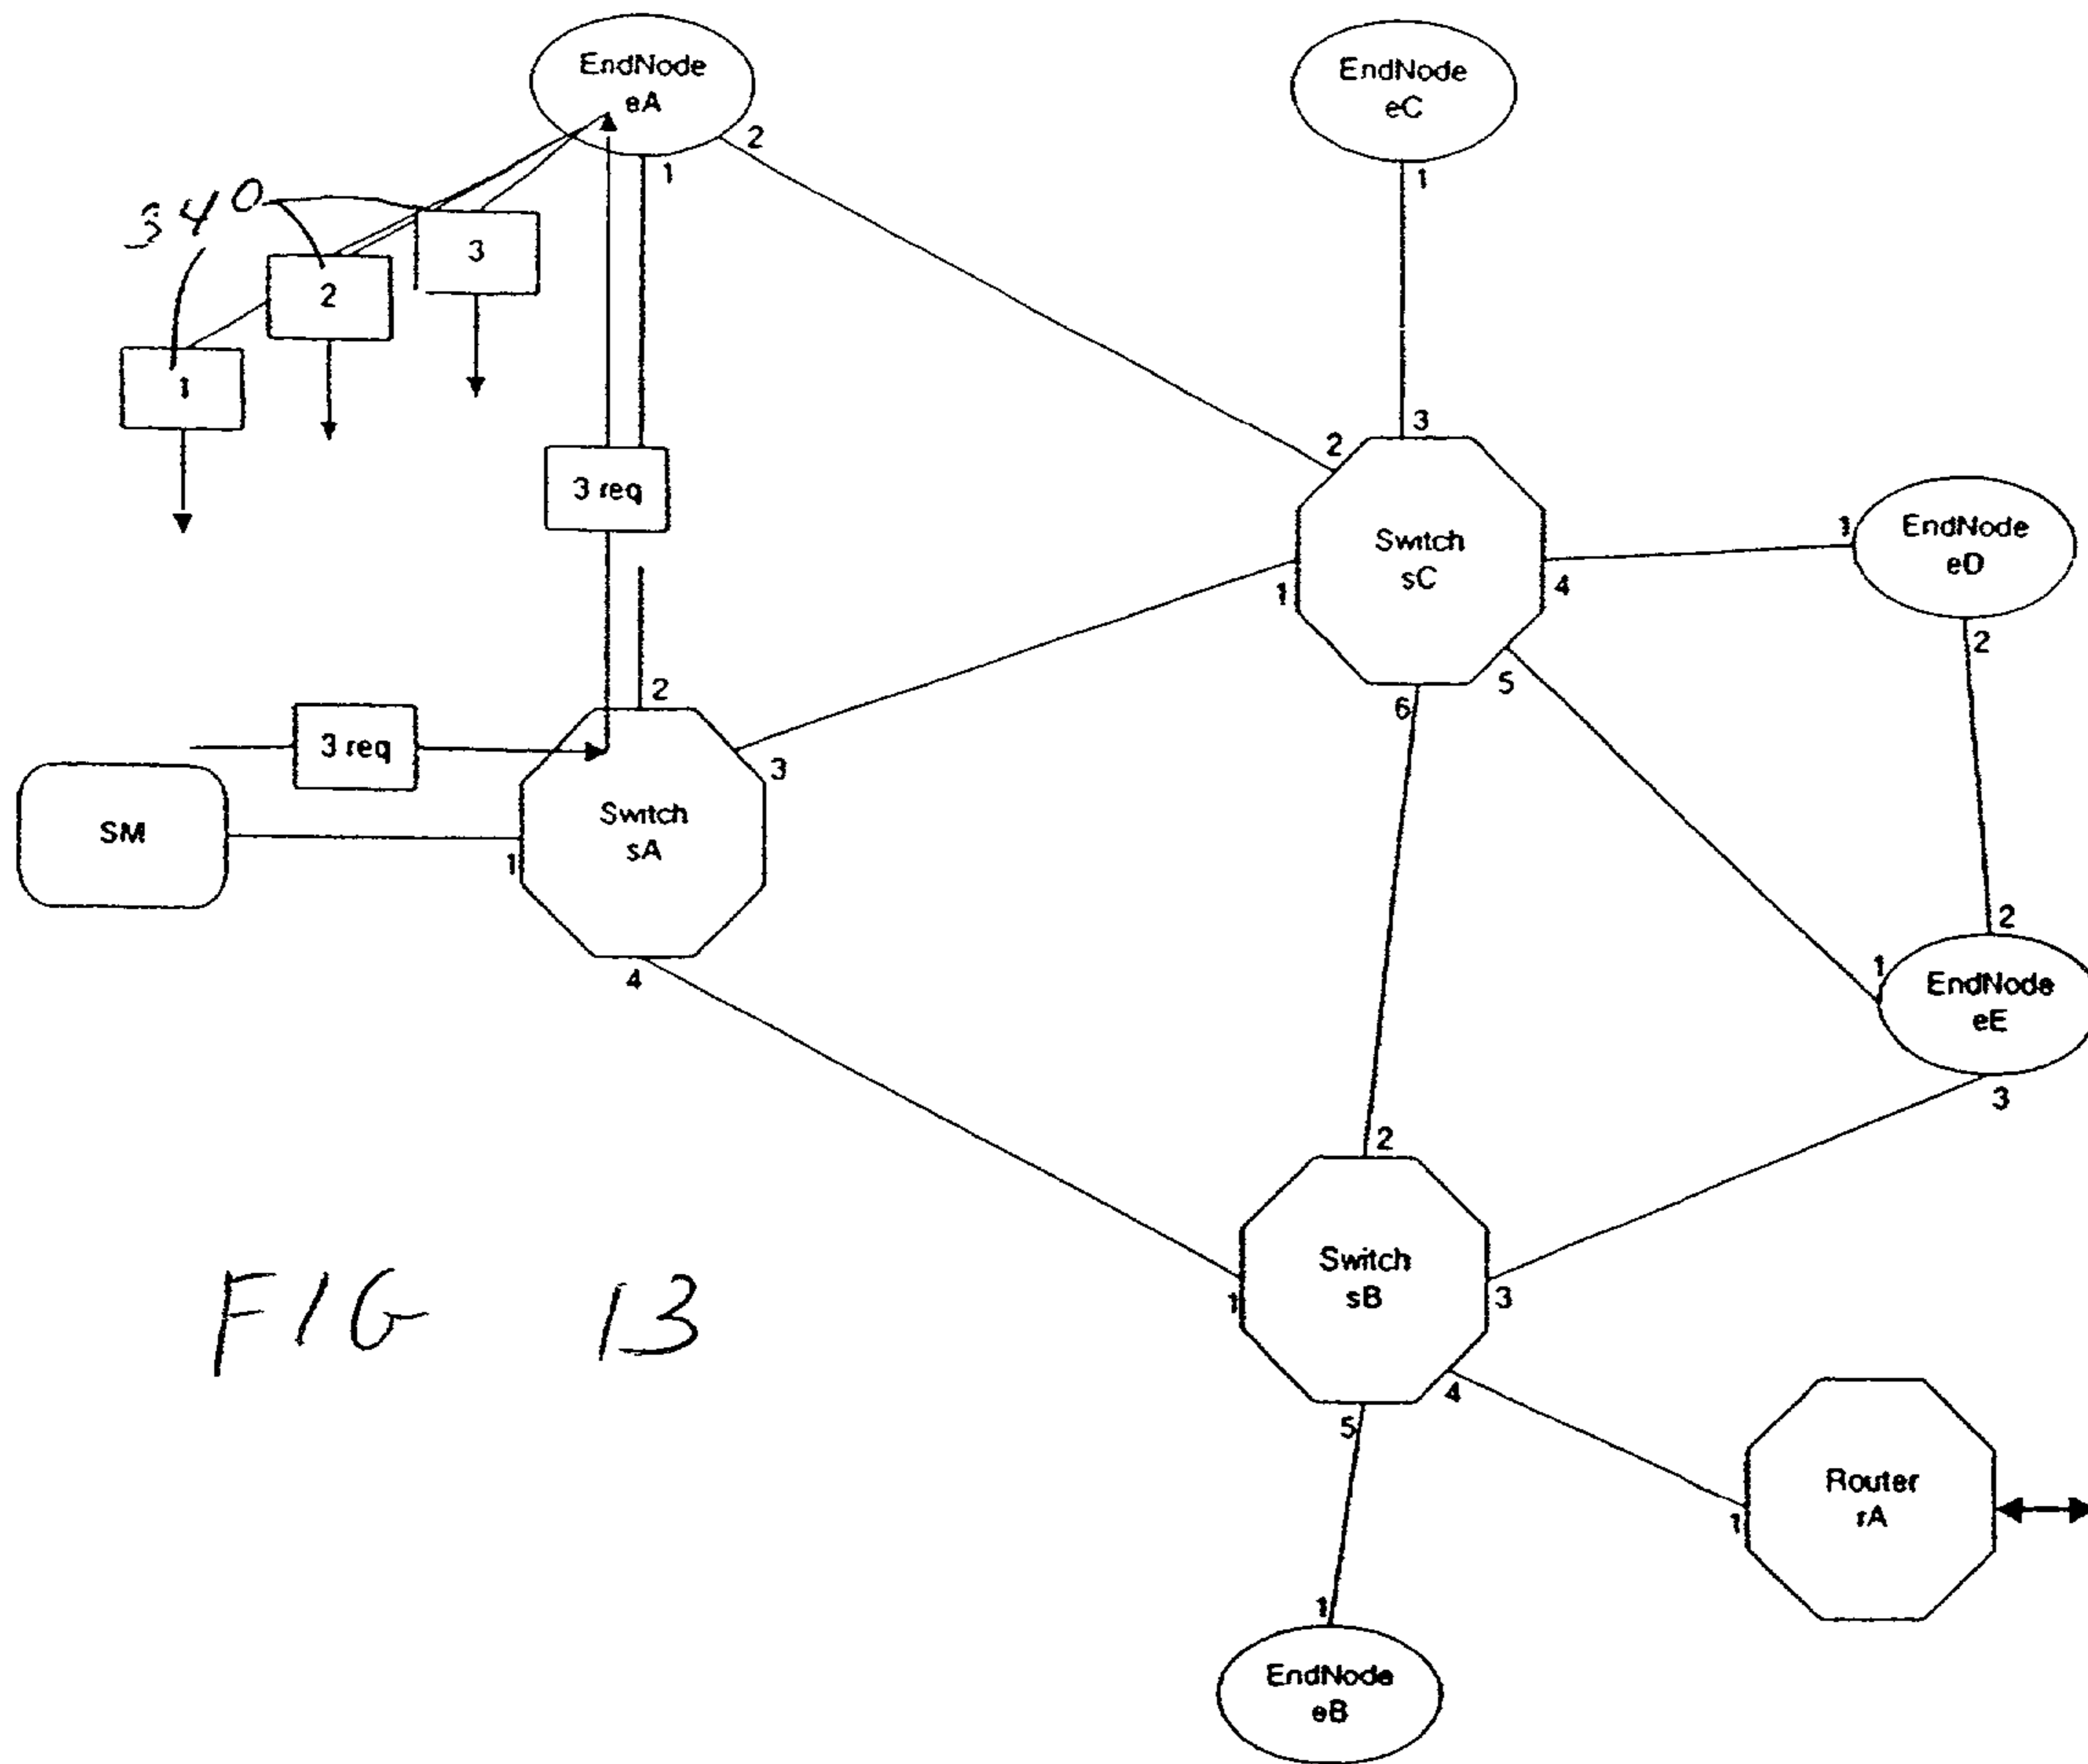 EndNode
eA
2
1
EndNode
eC
1
340
3
2
1
3 req
2
3
Switch
sC
1
4
5
6
1
EndNode
eD
2
3 req
2
3
SM
Switch
sA
1
4
2
1
EndNode
eE
3
2
Switch
sB
1
3
4
5
FIG 13
Router
rA
1
1
EndNode
eB